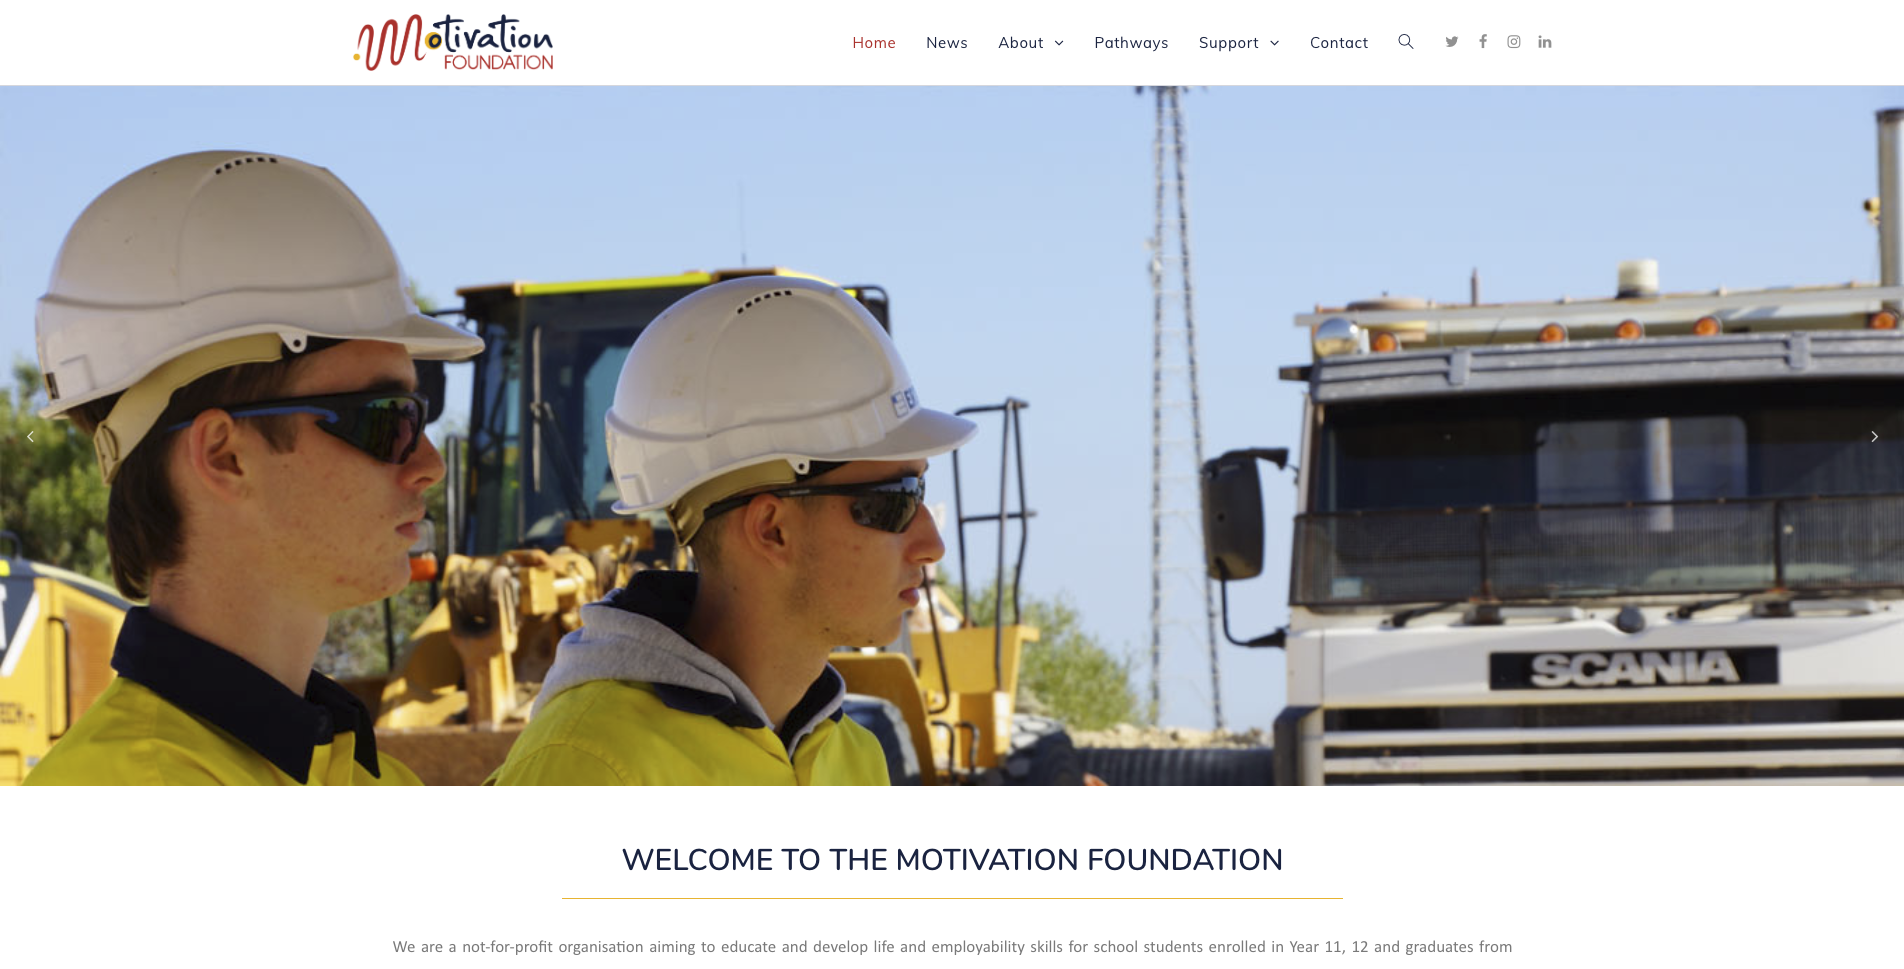 Motivation
FOUNDATION
Home News About Pathways Support Contact
SCANIA
WELCOME TO THE MOTIVATION FOUNDATION
We are a not-for-profit organisation aiming to educate and develop life and employability skills for school students enrolled in Year 11, 12 and graduates from